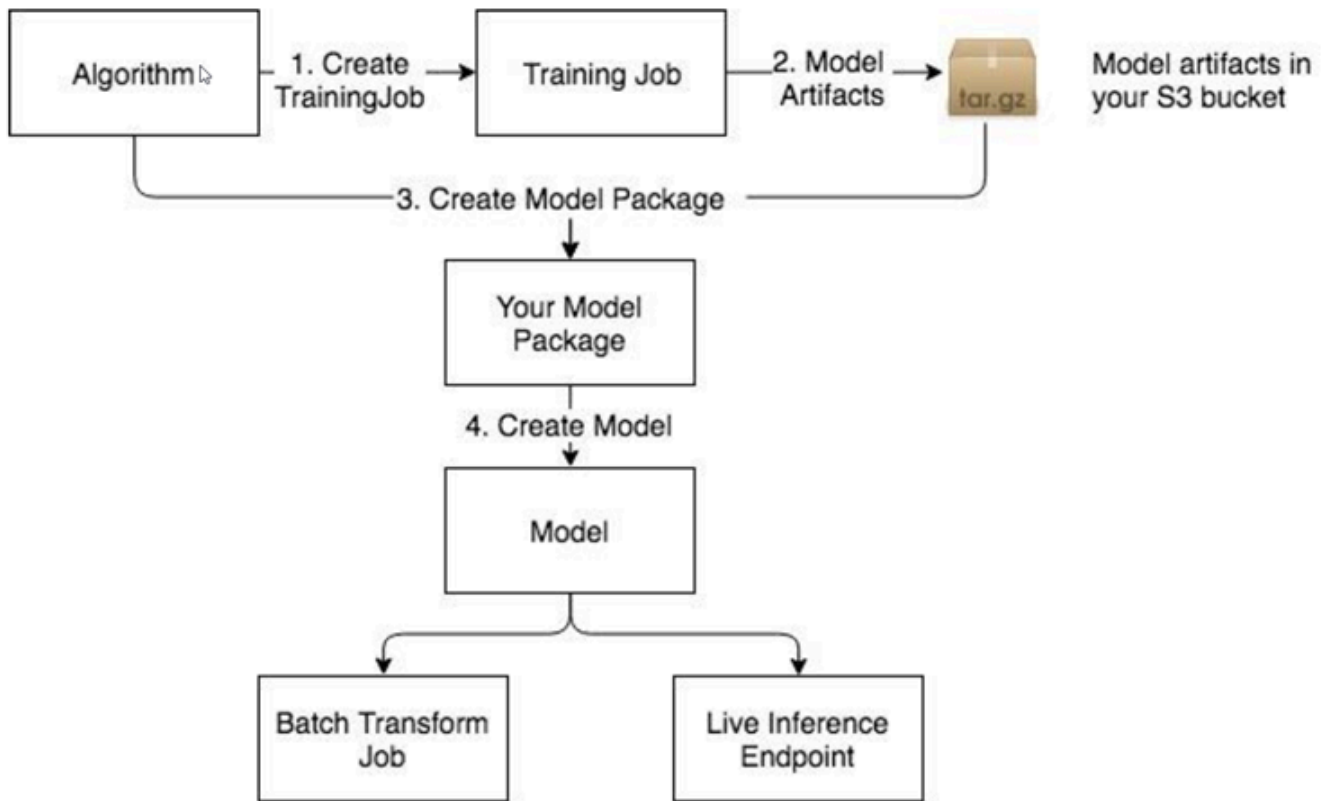 Algorithm
1. Create
TrainingJob
Training Job
2. Model
Artifacts
tar.gz
Model artifacts in
your S3 bucket
3. Create Model Package
Your Model
Package
4. Create Model
Model
Batch Transform
Job
Live Inference
Endpoint